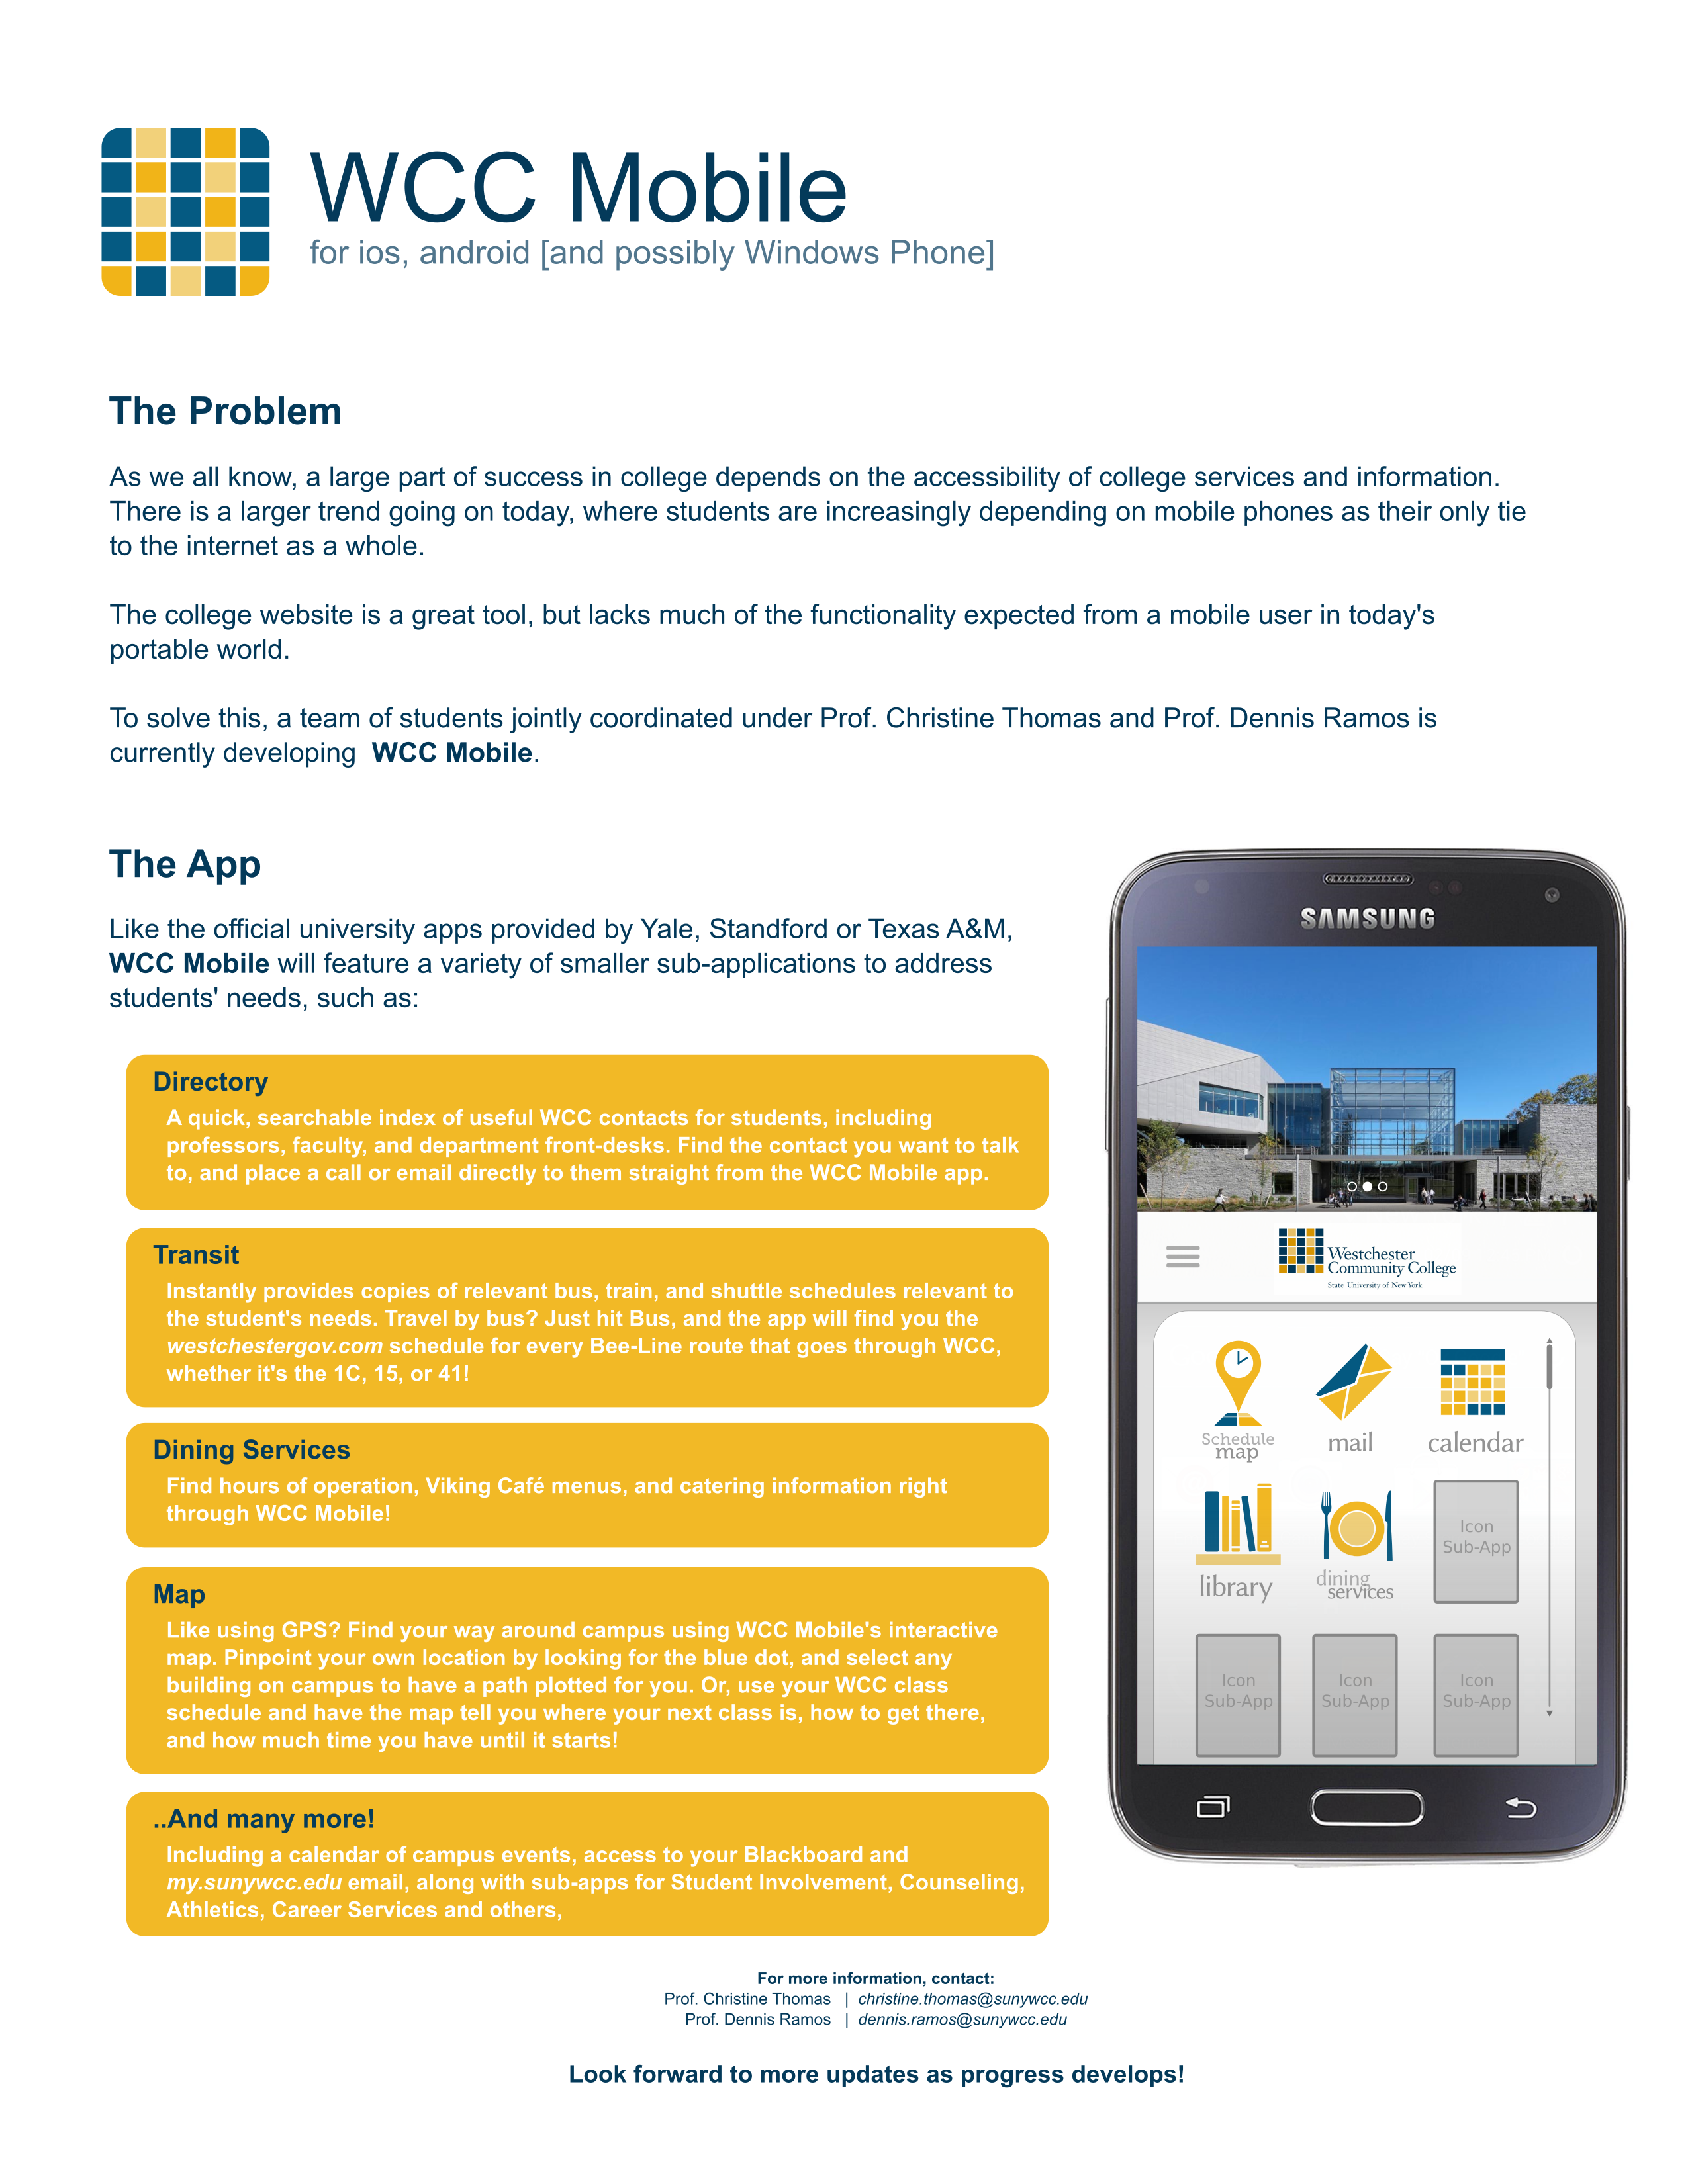 WCC Mobile
for ios, android [and possibly Windows Phone]
The Problem
As we all know, a large part of success in college depends on the accessibility of college services and information.
There is a larger trend going on today, where students are increasingly depending on mobile phones as their only tie
to the internet as a whole.
The college website is a great tool, but lacks much of the functionality expected from a mobile user in today's
portable world.
To solve this, a team of students jointly coordinated under Prof. Christine Thomas and Prof. Dennis Ramos is
currently developing  WCC Mobile.
The App
Like the official university apps provided by Yale, Standford or Texas A&M,
WCC Mobile will feature a variety of smaller sub-applications to address
students' needs, such as:
Directory
A quick, searchable index of useful WCC contacts for students, including
professors, faculty, and department front-desks. Find the contact you want to talk
to, and place a call or email directly to them straight from the WCC Mobile app.
Transit
Instantly provides copies of relevant bus, train, and shuttle schedules relevant to
the student's needs. Travel by bus? Just hit Bus, and the app will find you the
westchestergov.com schedule for every Bee-Line route that goes through WCC,
whether it's the 1C, 15, or 41!
Dining Services
Find hours of operation, Viking Café menus, and catering information right
through WCC Mobile!
Map
Like using GPS? Find your way around campus using WCC Mobile's interactive
map. Pinpoint your own location by looking for the blue dot, and select any
building on campus to have a path plotted for you. Or, use your WCC class
schedule and have the map tell you where your next class is, how to get there,
and how much time you have until it starts!
..And many more!
Including a calendar of campus events, access to your Blackboard and
my.sunywcc.edu email, along with sub-apps for Student Involvement, Counseling,
Athletics, Career Services and others,
SAMSUNG
Westchester
Community College
State University of New York
Schedule
map
mail
calendar
library
dining
services
Icon
Sub-App
Icon
Sub-App
Icon
Sub-App
Icon
Sub-App
For more information, contact:
Prof. Christine Thomas | christine.thomas@sunywcc.edu
Prof. Dennis Ramos | dennis.ramos@sunywcc.edu
Look forward to more updates as progress develops!